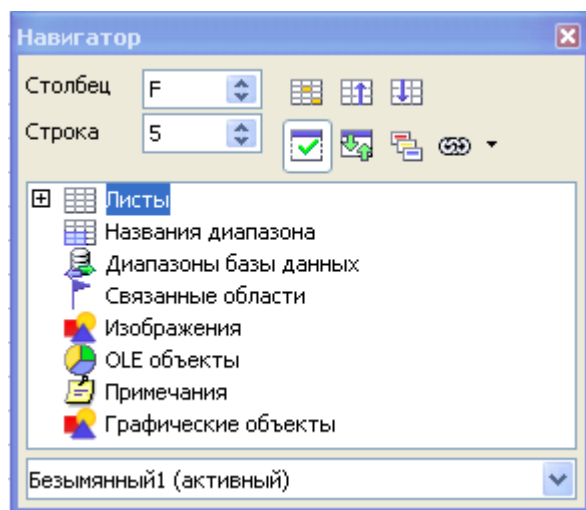 Навигатор
Столбец F
Строка 5
Листы
Названия диапазона
Диапазоны базы данных
Связанные области
Изображения
OLE объекты
Примечания
Графические объекты
Безымянный1 (активный)